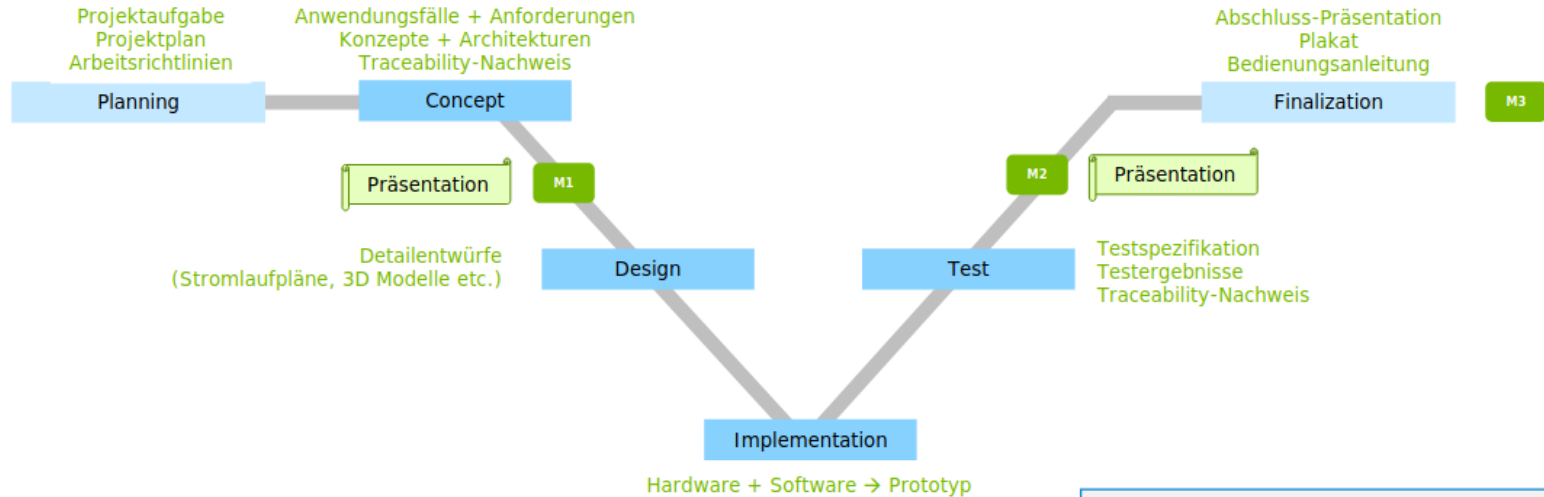 Projektaufgabe
Projektplan
Arbeitsrichtlinien
Planning
Anwendungsfälle + Anforderungen
Konzepte + Architekturen
Traceability-Nachweis
Concept
Präsentation
M1
Detailentwürfe
(Stromlaufpläne, 3D Modelle etc.)
Design
Implementation
Hardware + Software → Prototyp
Test
Testspezifikation
Testergebnisse
Traceability-Nachweis
M2
Präsentation
Abschluss-Präsentation
Plakat
Bedienungsanleitung
Finalization
M3